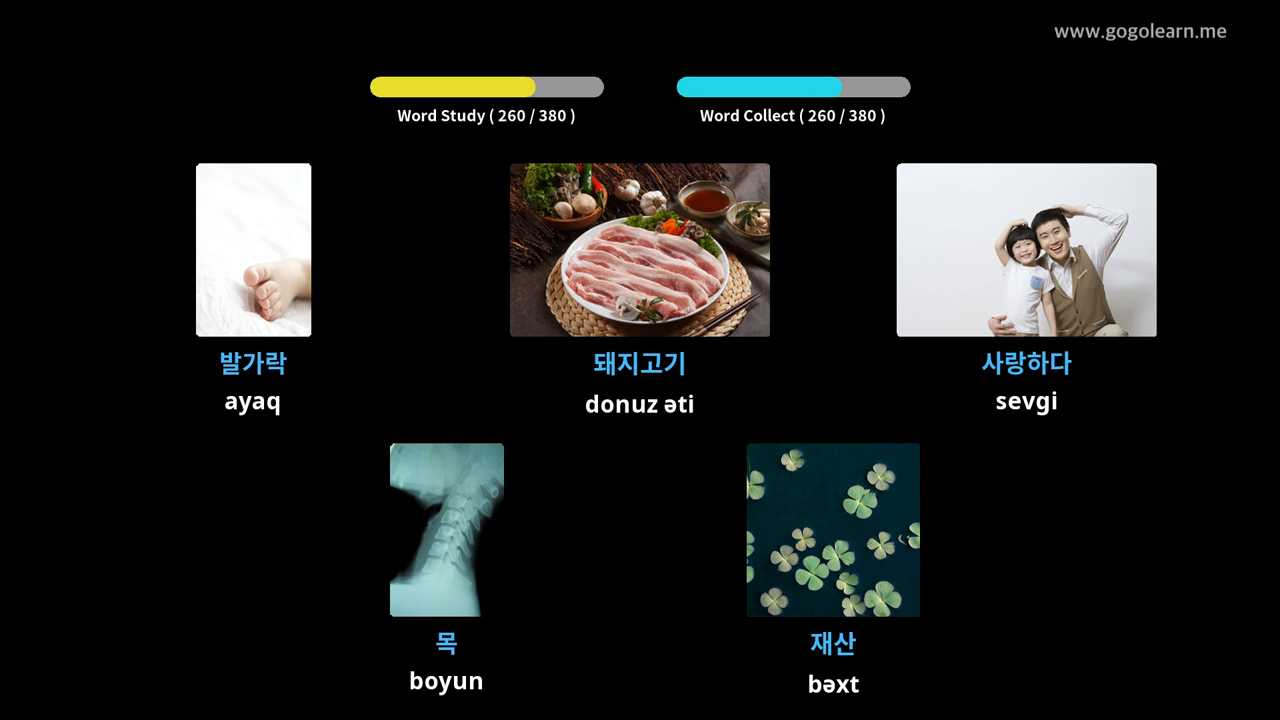 www.gogolearn.me
Word Study ( 260 / 380 )
Word Collect ( 260 / 380 )
발가락
ayaq
돼지고기
donuz əti
사랑하다
sevgi
목
boyun
재산
bəxt